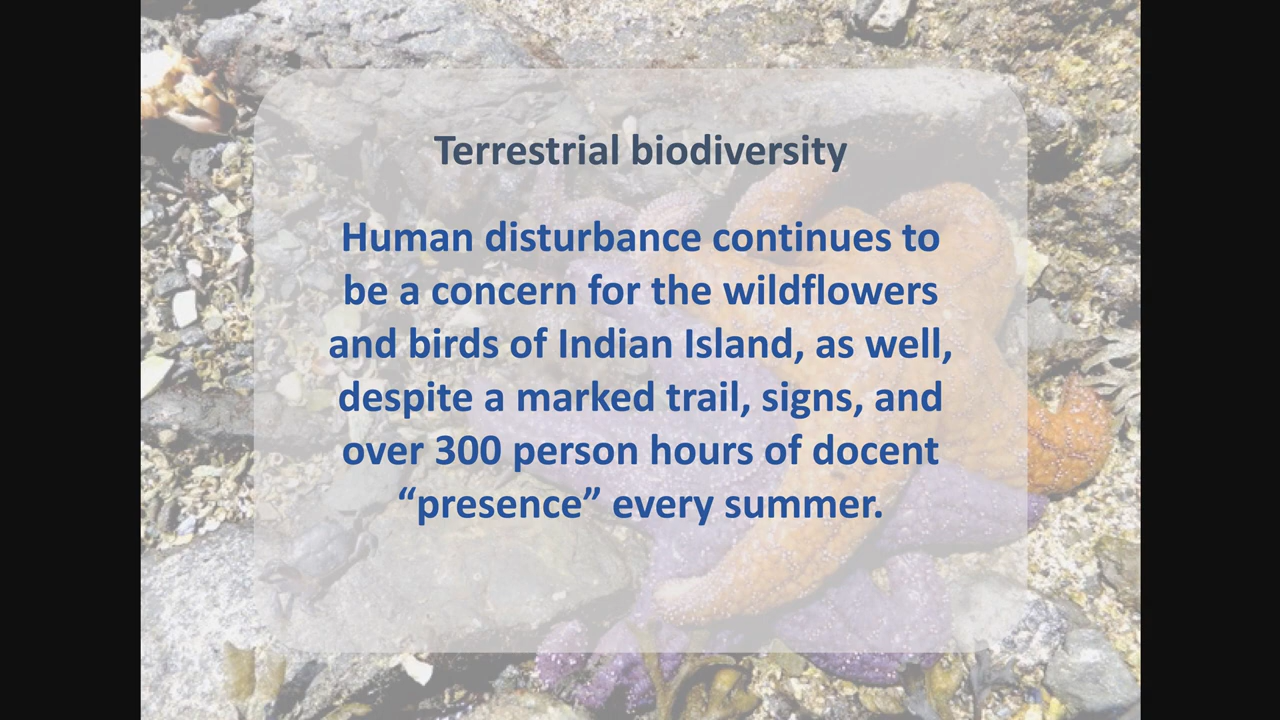 Terrestrial biodiversity
Human disturbance continues to
be a concern for the wildflowers
and birds of Indian Island, as well,
despite a marked trail, signs, and
over 300 person hours of docent
“presence” every summer.